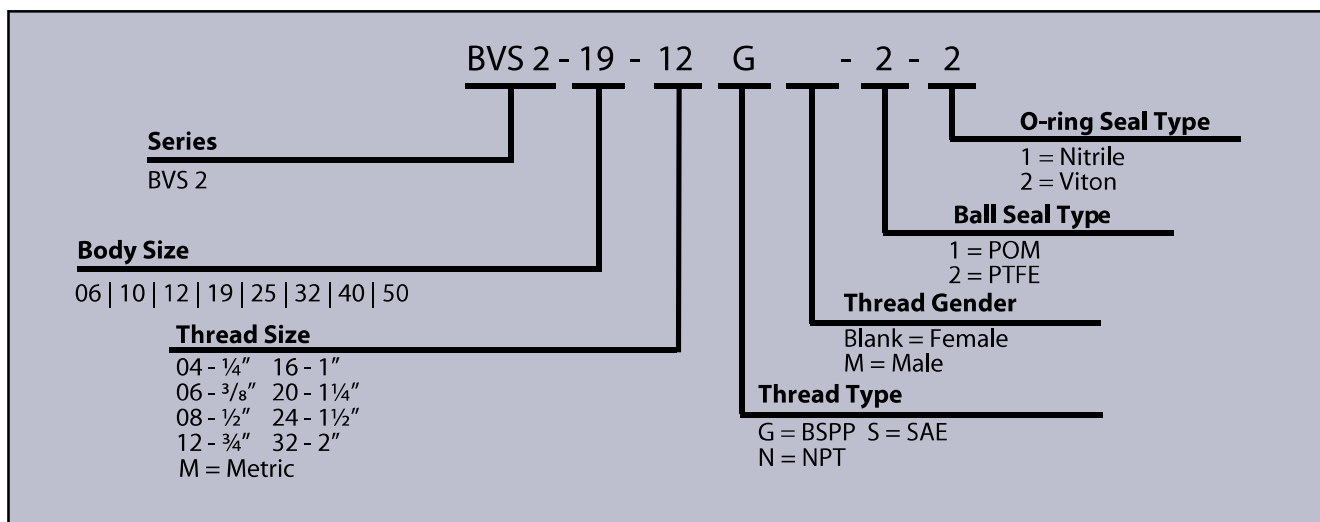 BVS 2 - 19 - 12 G - 2 - 2
O-ring Seal Type
1 = Nitrile
2 = Viton
Series
BVS 2
Ball Seal Type
1 = POM
2 = PTFE
Body Size
06 | 10 | 12 | 19 | 25 | 32 | 40 | 50
Thread Gender
Blank = Female
M = Male
Thread Size
04 - ¼" 16 - 1"
06 - ³/₈" 20 - 1¼"
08 - ½" 24 - 1½"
12 - ¾" 32 - 2"
M = Metric
Thread Type
G = BSPP S = SAE
N = NPT